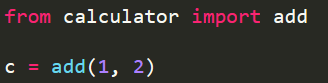 from calculator import add
c = add(1, 2)